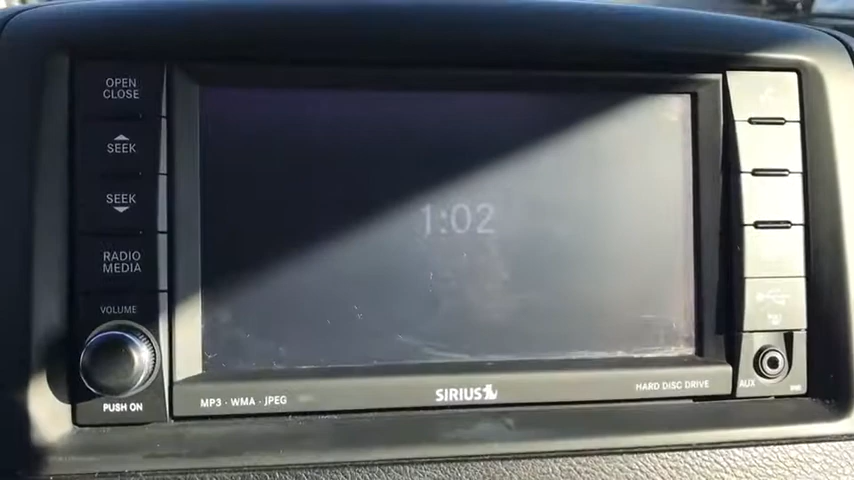 OPEN
CLOSE
SEEK
SEEK
RADIO
MEDIA
VOLUME
PUSH ON
1:02
MP3 · WMA · JPEG
SIRIUS
HARD DISC DRIVE
AUX